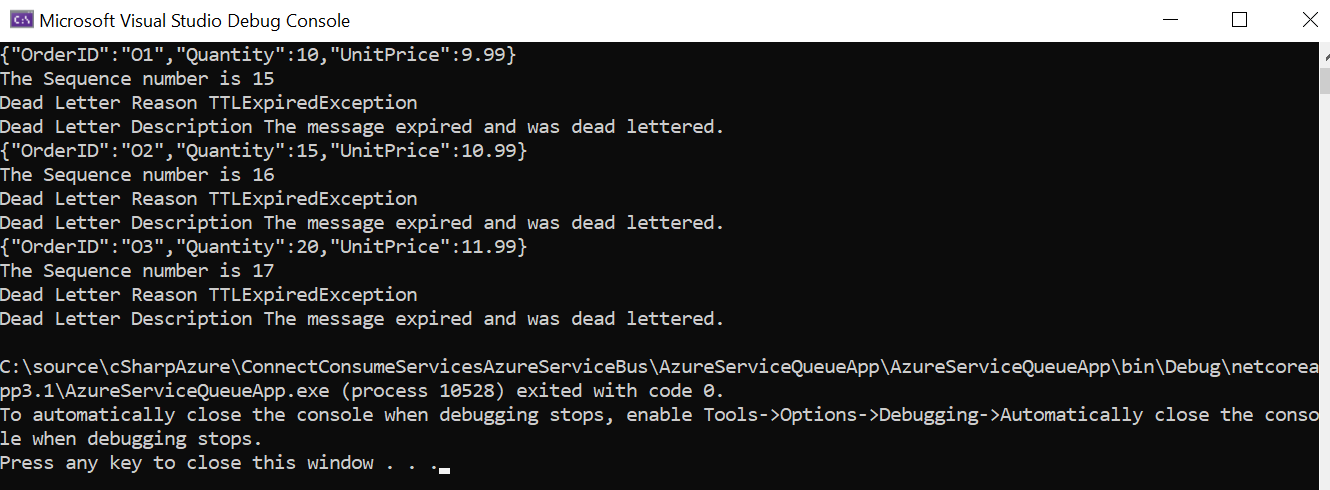 Microsoft Visual Studio Debug Console
{"OrderID":"O1","Quantity":10,"UnitPrice":9.99}
The Sequence number is 15
Dead Letter Reason TTLExpiredException
Dead Letter Description The message expired and was dead lettered.
{"OrderID":"O2","Quantity":15,"UnitPrice":10.99}
The Sequence number is 16
Dead Letter Reason TTLExpiredException
Dead Letter Description The message expired and was dead lettered.
{"OrderID":"O3","Quantity":20,"UnitPrice":11.99}
The Sequence number is 17
Dead Letter Reason TTLExpiredException
Dead Letter Description The message expired and was dead lettered.
C:\source\cSharpAzure\ConnectConsumeServicesAzureServiceBus\AzureServiceQueueApp\AzureServiceQueueApp\bin\Debug\netcorea
pp3.1\AzureServiceQueueApp.exe (process 10528) exited with code 0.
To automatically close the console when debugging stops, enable Tools->Options->Debugging->Automatically close the conso
le when debugging stops.
Press any key to close this window . . .